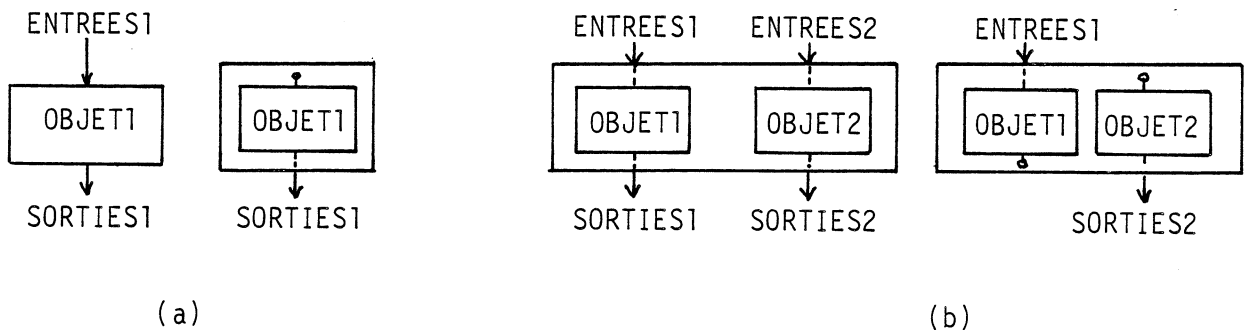 ENTREES1
OBJET1
SORTIES1
OBJET1
SORTIES1
(a)
ENTREES1 ENTREES2
OBJET1 OBJET2
SORTIES1 SORTIES2
ENTREES1
OBJET1 OBJET2
SORTIES2
(b)